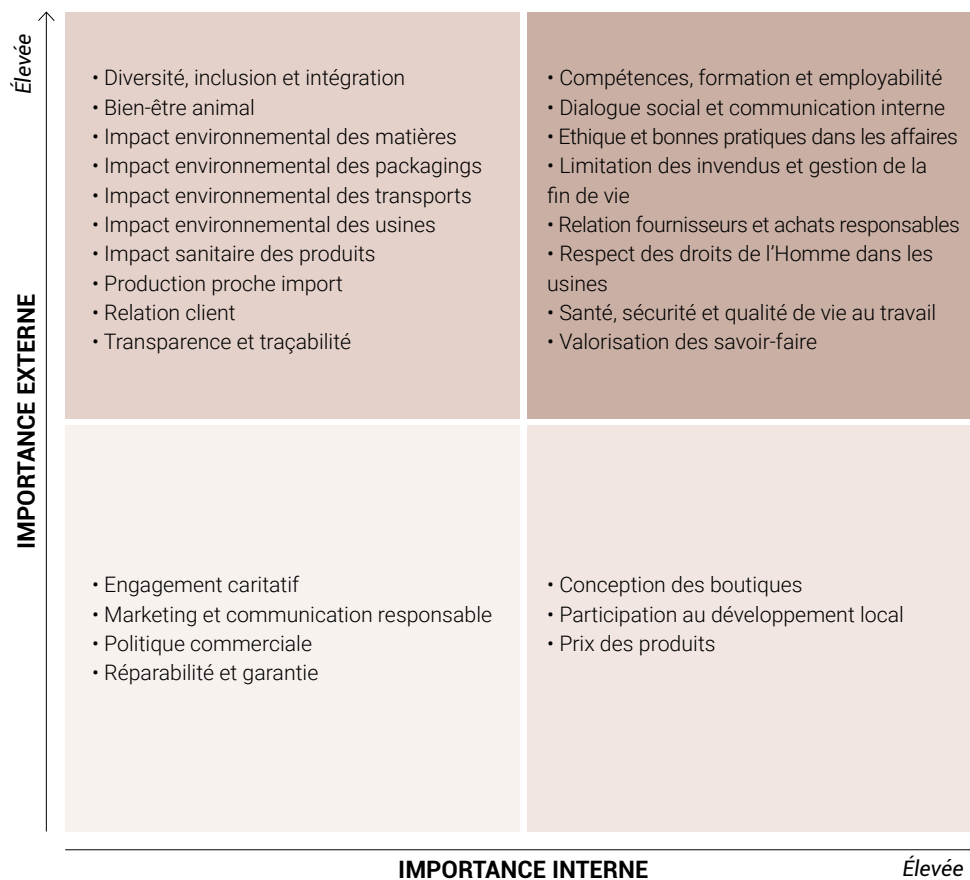 Élevée
IMPORTANCE EXTERNE
• Diversité, inclusion et intégration
• Bien-être animal
• Impact environnemental des matières
• Impact environnemental des packagings
• Impact environnemental des transports
• Impact environnemental des usines
• Impact sanitaire des produits
• Production proche import
• Relation client
• Transparence et traçabilité
• Compétences, formation et employabilité
• Dialogue social et communication interne
• Ethique et bonnes pratiques dans les affaires
• Limitation des invendus et gestion de la
fin de vie
• Relation fournisseurs et achats responsables
• Respect des droits de l'Homme dans les
usines
• Santé, sécurité et qualité de vie au travail
• Valorisation des savoir-faire
• Engagement caritatif
• Marketing et communication responsable
• Politique commerciale
• Réparabilité et garantie
• Conception des boutiques
• Participation au développement local
• Prix des produits
IMPORTANCE INTERNE
Élevée